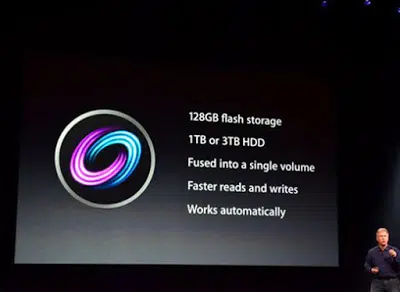 128GB flash storage
1TB or 3TB HDD
Fused into a single volume
Faster reads and writes
Works automatically